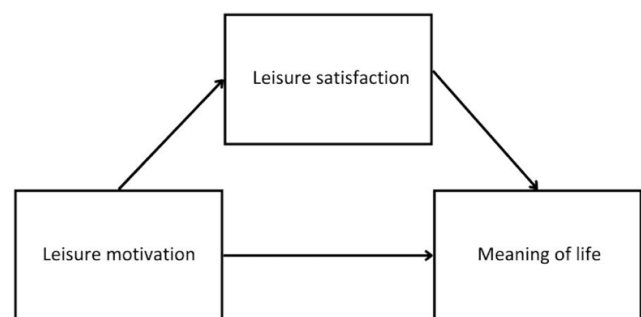 Leisure satisfaction
Leisure motivation
Meaning of life